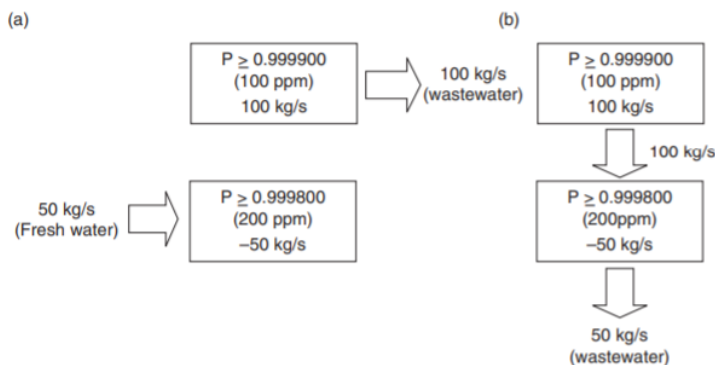 (a)
P ≥ 0.999900
(100 ppm)
100 kg/s
100 kg/s
(wastewater)
50 kg/s
(Fresh water)
P ≥ 0.999800
(200 ppm)
–50 kg/s
(b)
P ≥ 0.999900
(100 ppm)
100 kg/s
100 kg/s
P ≥ 0.999800
(200ppm)
–50 kg/s
50 kg/s
(wastewater)